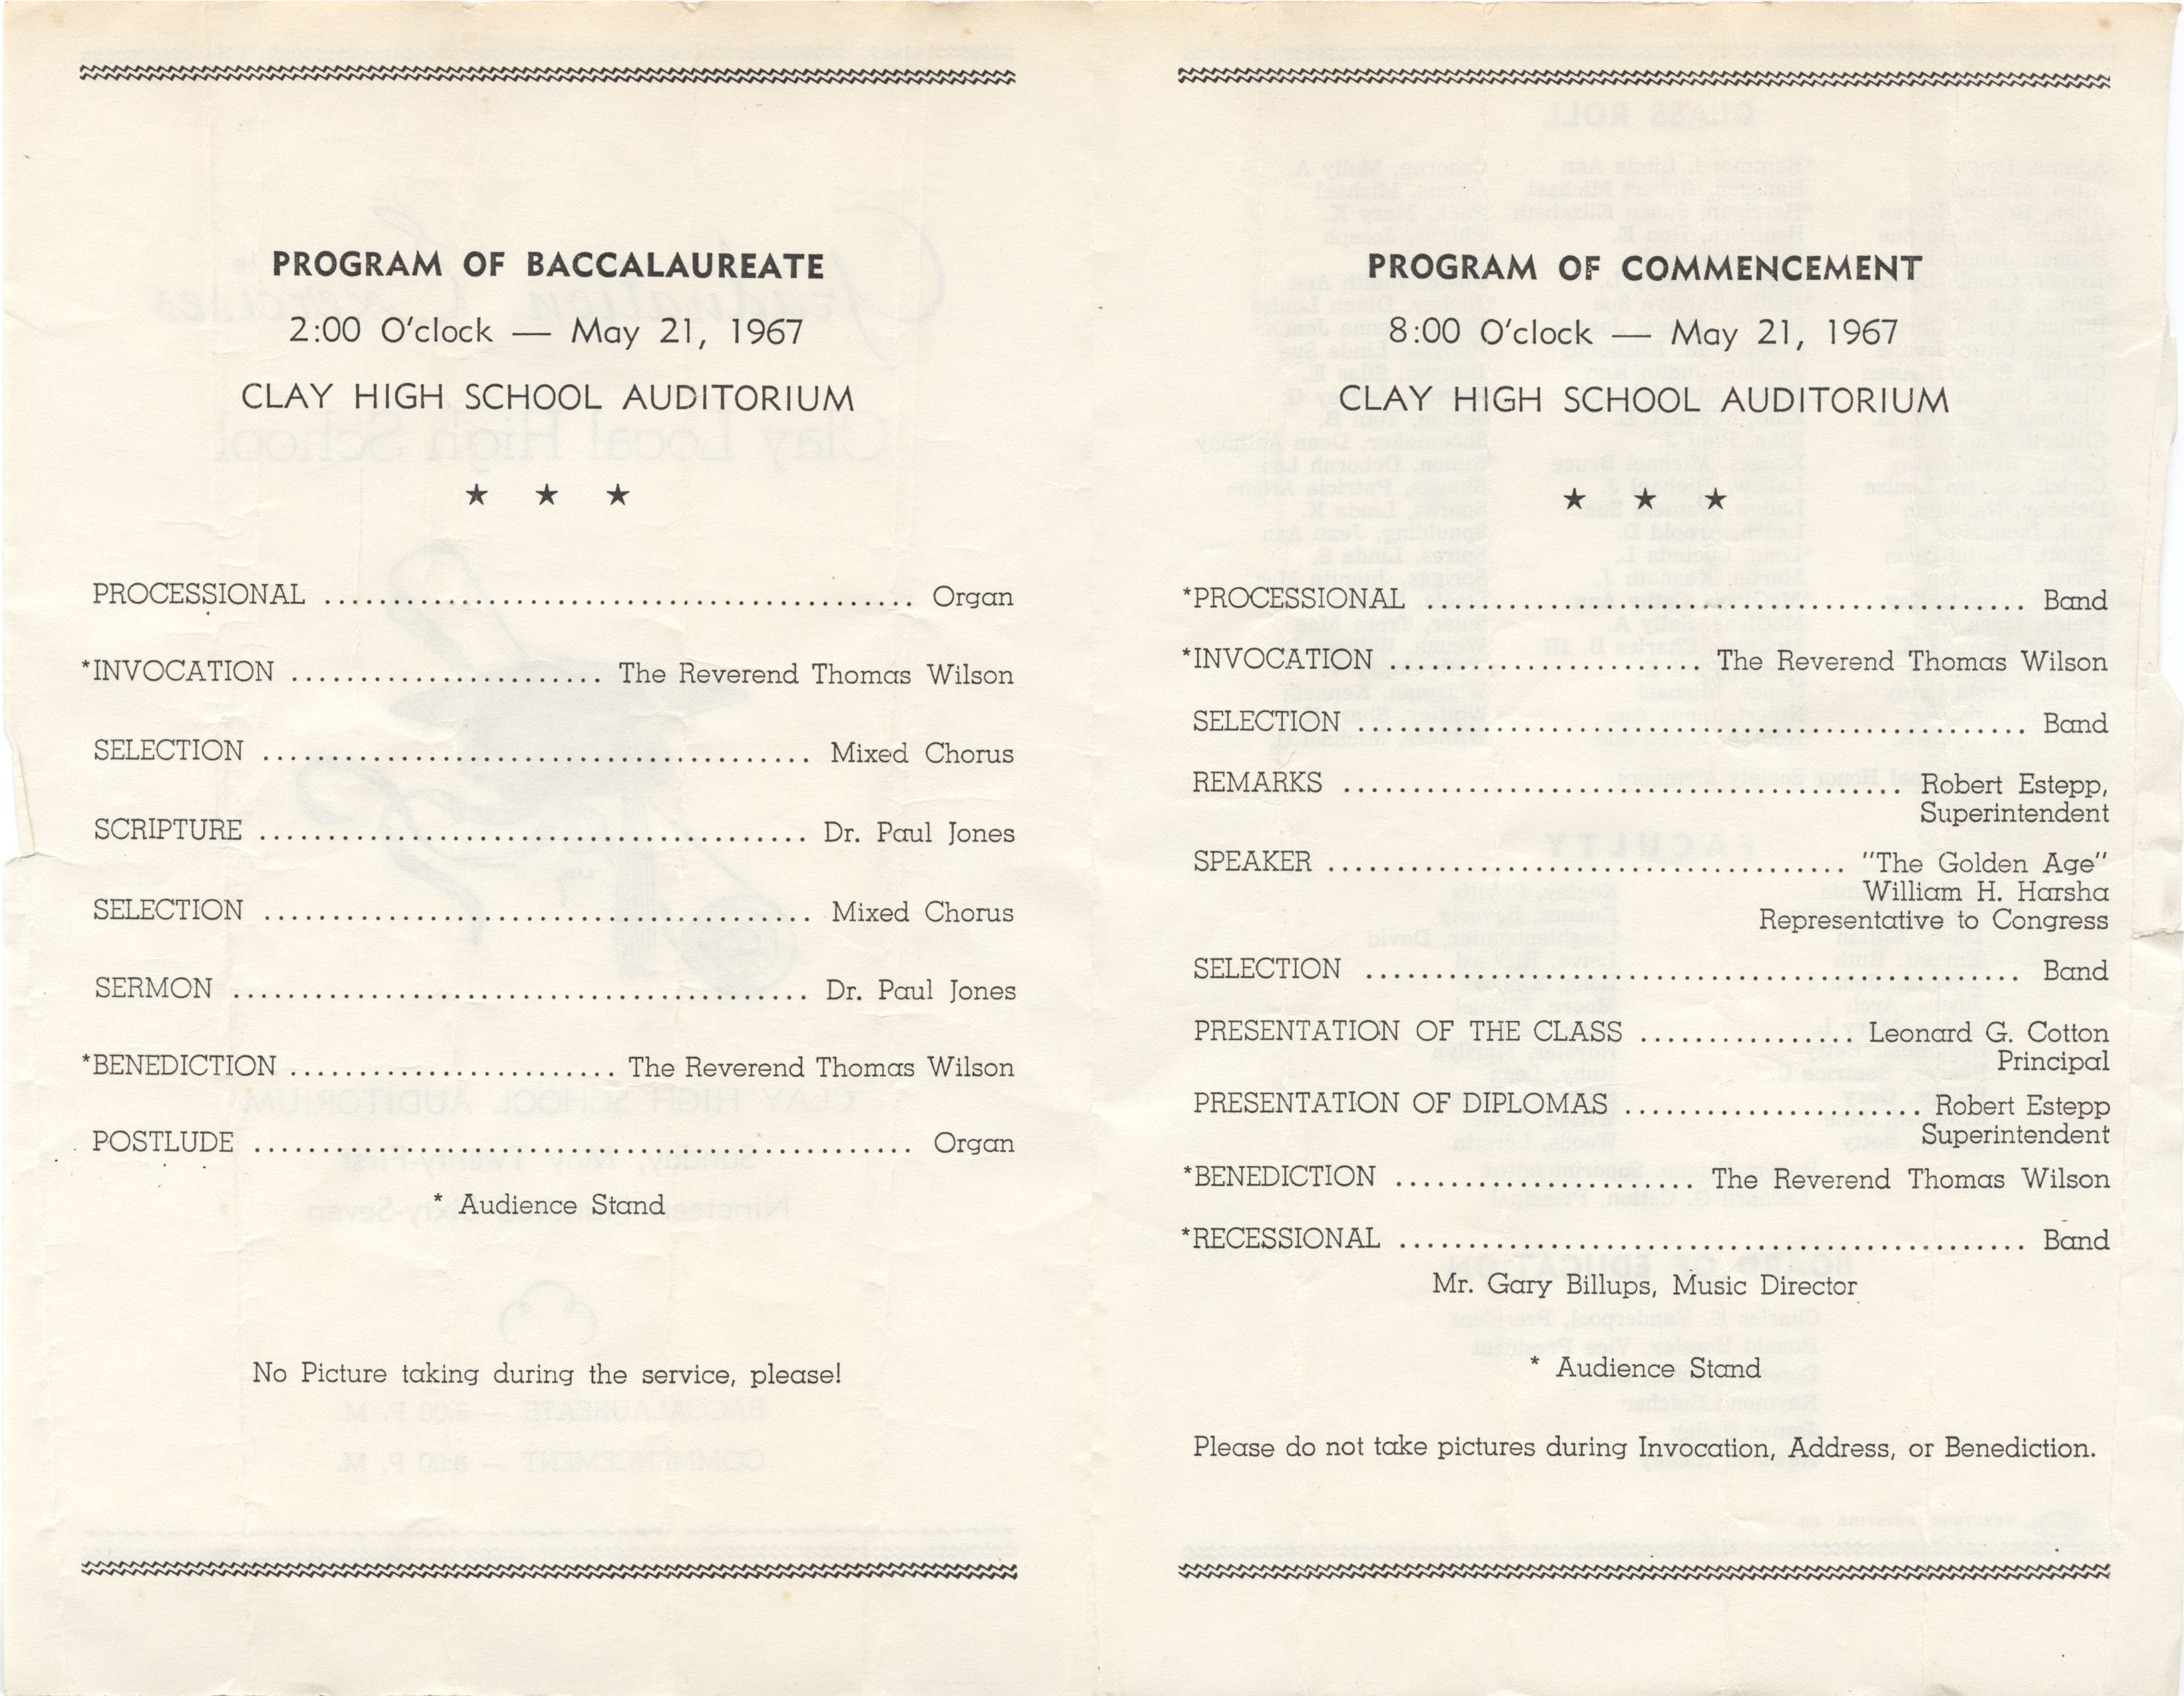 PROGRAM OF BACCALAUREATE
2:00 O'clock — May 21, 1967
CLAY HIGH SCHOOL AUDITORIUM
★ ★ ★
PROCESSIONAL .......................................... Organ
*INVOCATION ....................... The Reverend Thomas Wilson
SELECTION ....................................... Mixed Chorus
SCRIPTURE ....................................... Dr. Paul Jones
SELECTION ....................................... Mixed Chorus
SERMON ......................................... Dr. Paul Jones
*BENEDICTION ........................ The Reverend Thomas Wilson
POSTLUDE ............................................... Organ
* Audience Stand
No Picture taking during the service, please!
PROGRAM OF COMMENCEMENT
8:00 O'clock — May 21, 1967
CLAY HIGH SCHOOL AUDITORIUM
★ ★ ★
*PROCESSIONAL ........................................... Band
*INVOCATION ....................... The Reverend Thomas Wilson
SELECTION ................................................ Band
REMARKS ........................................ Robert Estepp,
Superintendent
SPEAKER ..................................... "The Golden Age"
William H. Harsha
Representative to Congress
SELECTION ............................................... Band
PRESENTATION OF THE CLASS ................ Leonard G. Cotton
Principal
PRESENTATION OF DIPLOMAS ...................... Robert Estepp
Superintendent
*BENEDICTION ...................... The Reverend Thomas Wilson
*RECESSIONAL ............................................. Band
Mr. Gary Billups, Music Director
* Audience Stand
Please do not take pictures during Invocation, Address, or Benediction.